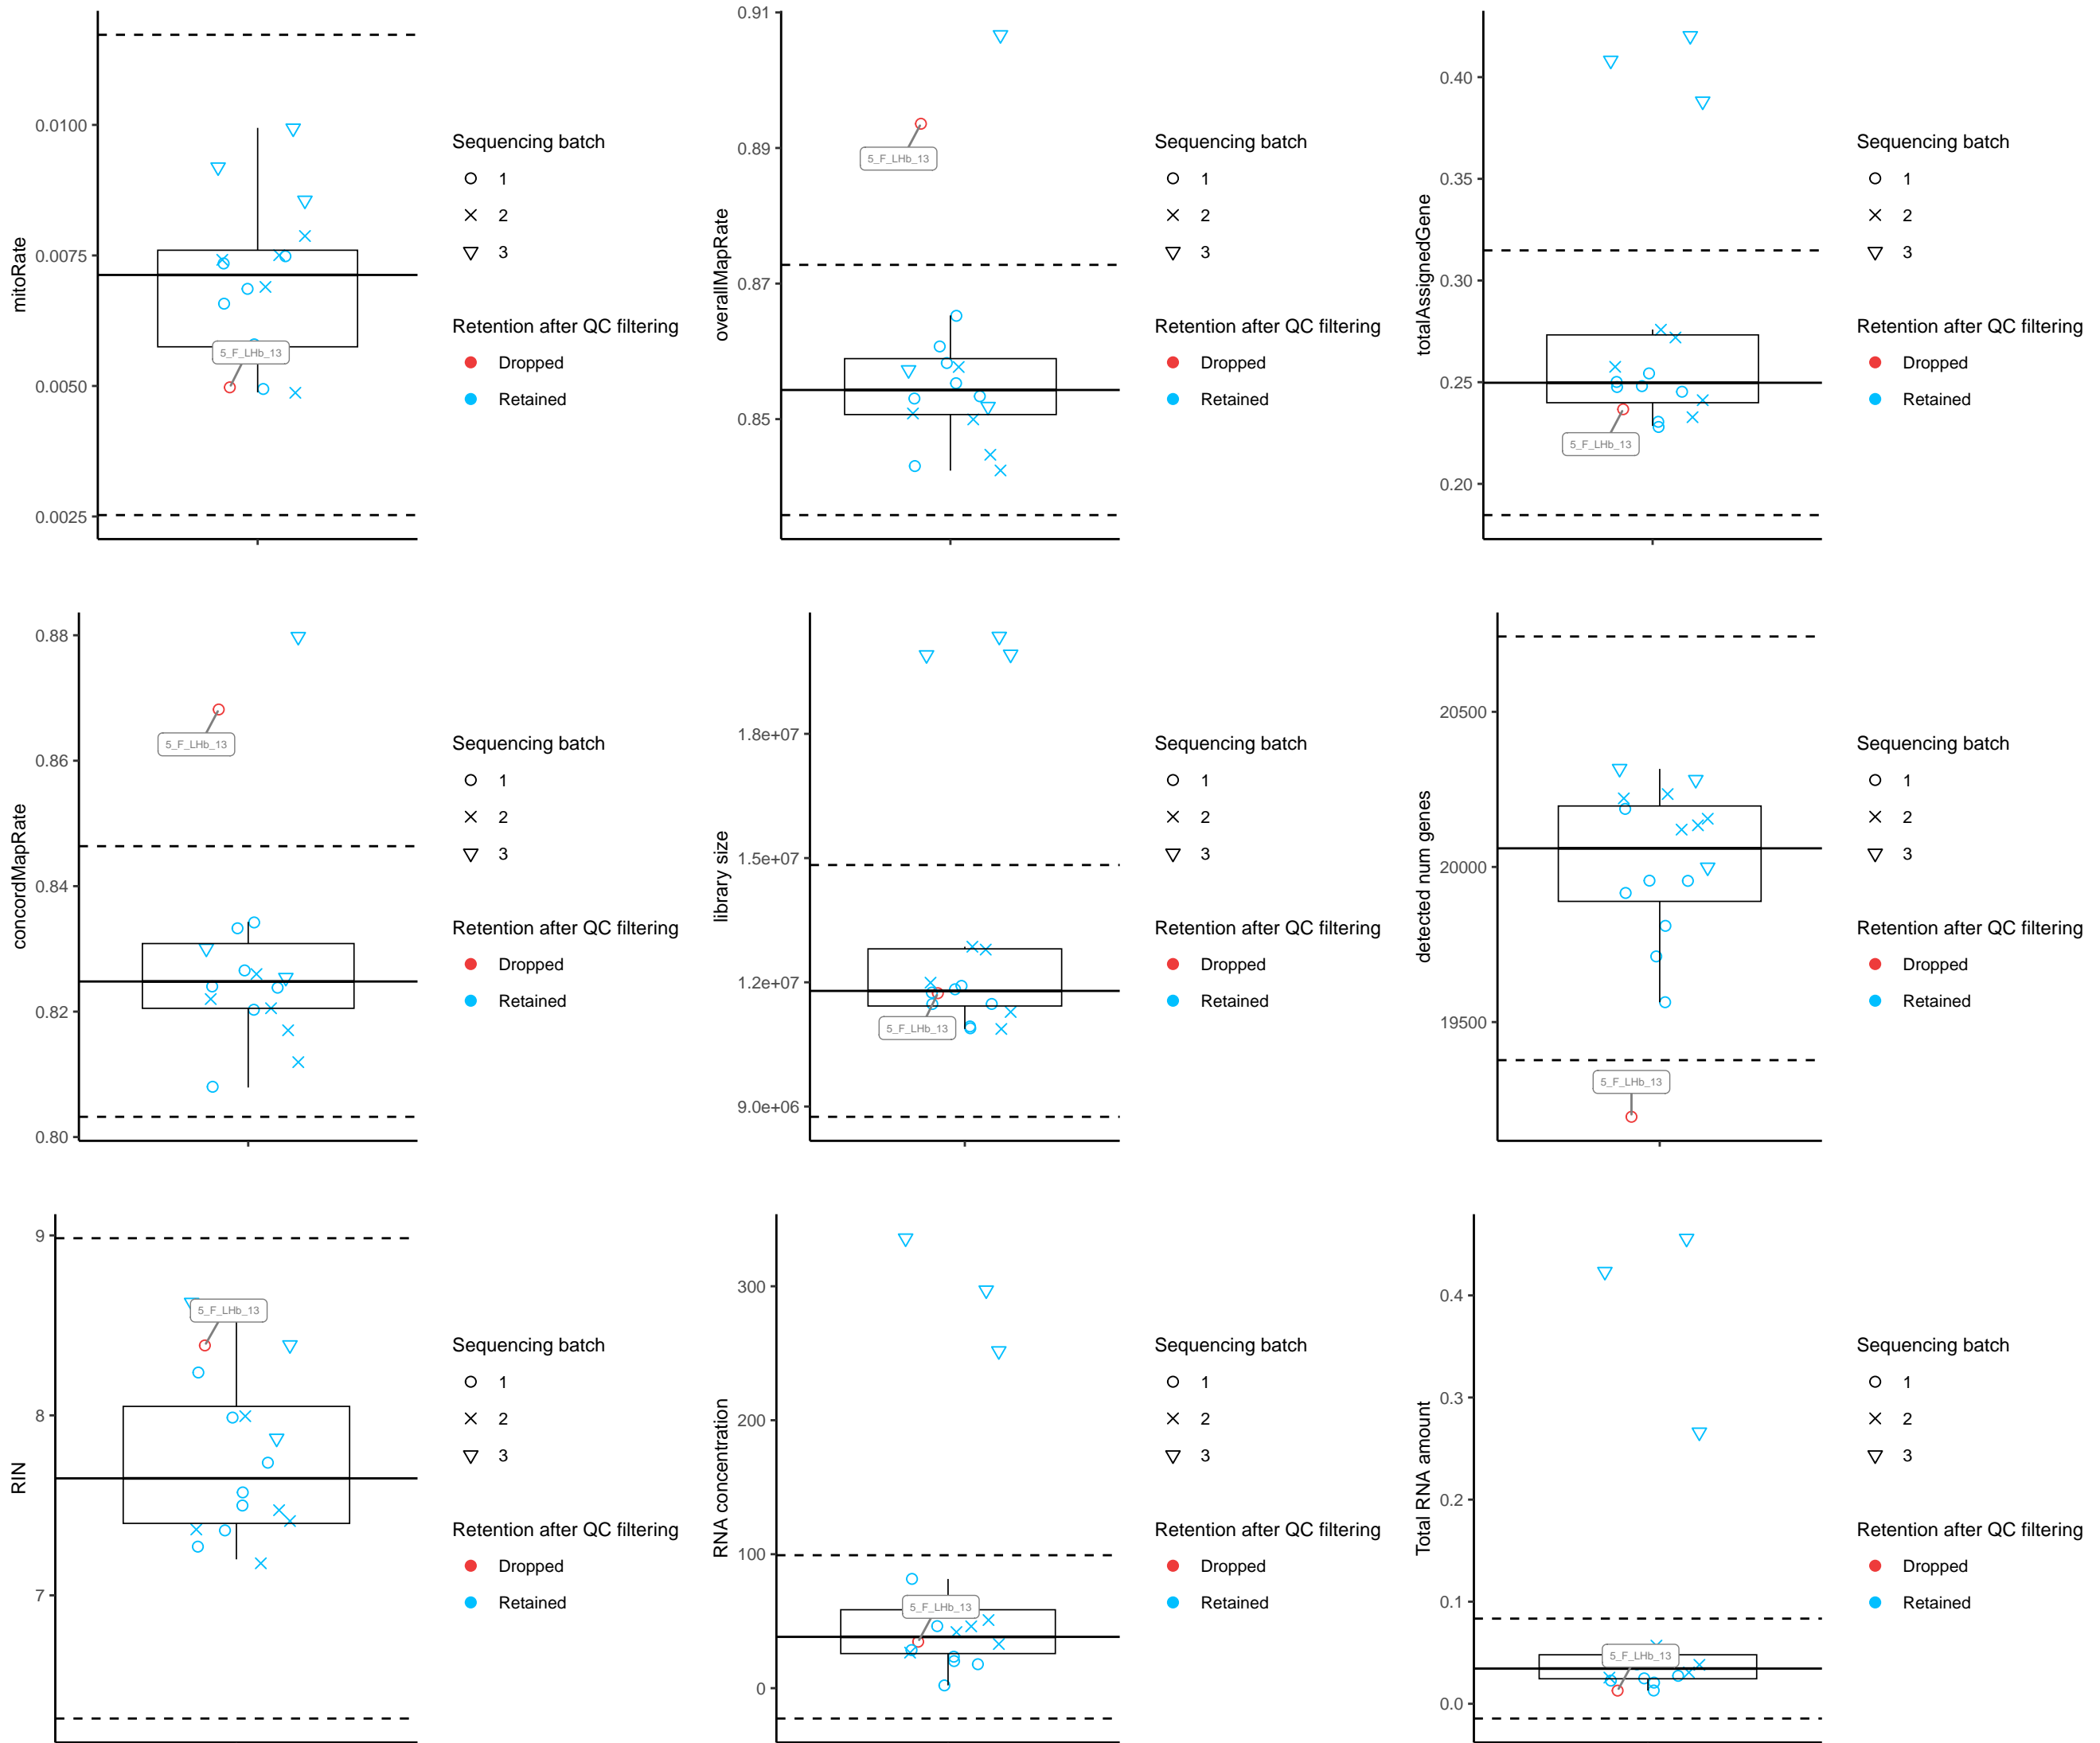 mitoRate
0.0100
0.0075
0.0050
0.0025
5_F_LHb_13
Sequencing batch
1
2
3
Retention after QC filtering
Dropped
Retained
overallMapRate
0.91
0.89
0.87
0.85
5_F_LHb_13
Sequencing batch
1
2
3
Retention after QC filtering
Dropped
Retained
totalAssignedGene
0.40
0.35
0.30
0.25
0.20
5_F_LHb_13
Sequencing batch
1
2
3
Retention after QC filtering
Dropped
Retained
concordMapRate
0.88
0.86
0.84
0.82
0.80
5_F_LHb_13
Sequencing batch
1
2
3
Retention after QC filtering
Dropped
Retained
library size
1.8e+07
1.5e+07
1.2e+07
9.0e+06
5_F_LHb_13
Sequencing batch
1
2
3
Retention after QC filtering
Dropped
Retained
detected num genes
20500
20000
19500
5_F_LHb_13
Sequencing batch
1
2
3
Retention after QC filtering
Dropped
Retained
RIN
9
8
7
5_F_LHb_13
Sequencing batch
1
2
3
Retention after QC filtering
Dropped
Retained
RNA concentration
300
200
100
0
5_F_LHb_13
Sequencing batch
1
2
3
Retention after QC filtering
Dropped
Retained
Total RNA amount
0.4
0.3
0.2
0.1
0.0
5_F_LHb_13
Sequencing batch
1
2
3
Retention after QC filtering
Dropped
Retained